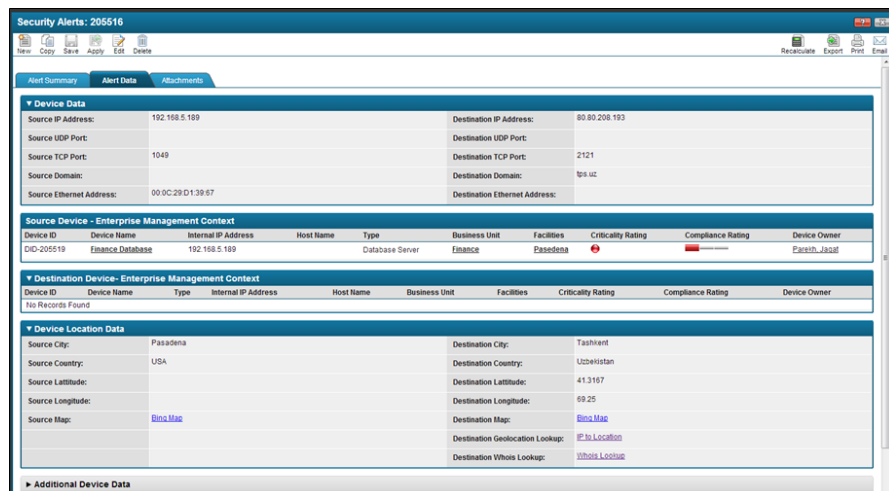 Security Alerts: 205516
New Copy Save Apply Edit Delete Recalculate Export Print Email
Alert Summary Alert Data Attachments
▼ Device Data
Source IP Address: 192.168.5.189 Destination IP Address: 80.80.208.193
Source UDP Port: Destination UDP Port:
Source TCP Port: 1049 Destination TCP Port: 2121
Source Domain: Destination Domain: tps.uz
Source Ethernet Address: 00:0C:29:D1:39:67 Destination Ethernet Address:
Source Device - Enterprise Management Context
Device ID Device Name Internal IP Address Host Name Type Business Unit Facilities Criticality Rating Compliance Rating Device Owner
DID-205519 Finance Database 192.168.5.189 Database Server Finance Pasedena Parekh, Jagat
▼ Destination Device- Enterprise Management Context
Device ID Device Name Type Internal IP Address Host Name Business Unit Facilities Criticality Rating Compliance Rating Device Owner
No Records Found
▼ Device Location Data
Source City: Pasadena Destination City: Tashkent
Source Country: USA Destination Country: Uzbekistan
Source Lattitude: Destination Lattitude: 41.3167
Source Longitude: Destination Longitude: 69.25
Source Map: Bing Map Destination Map: Bing Map
Destination Geolocation Lookup: IP to Location
Destination Whois Lookup: Whois Lookup
► Additional Device Data